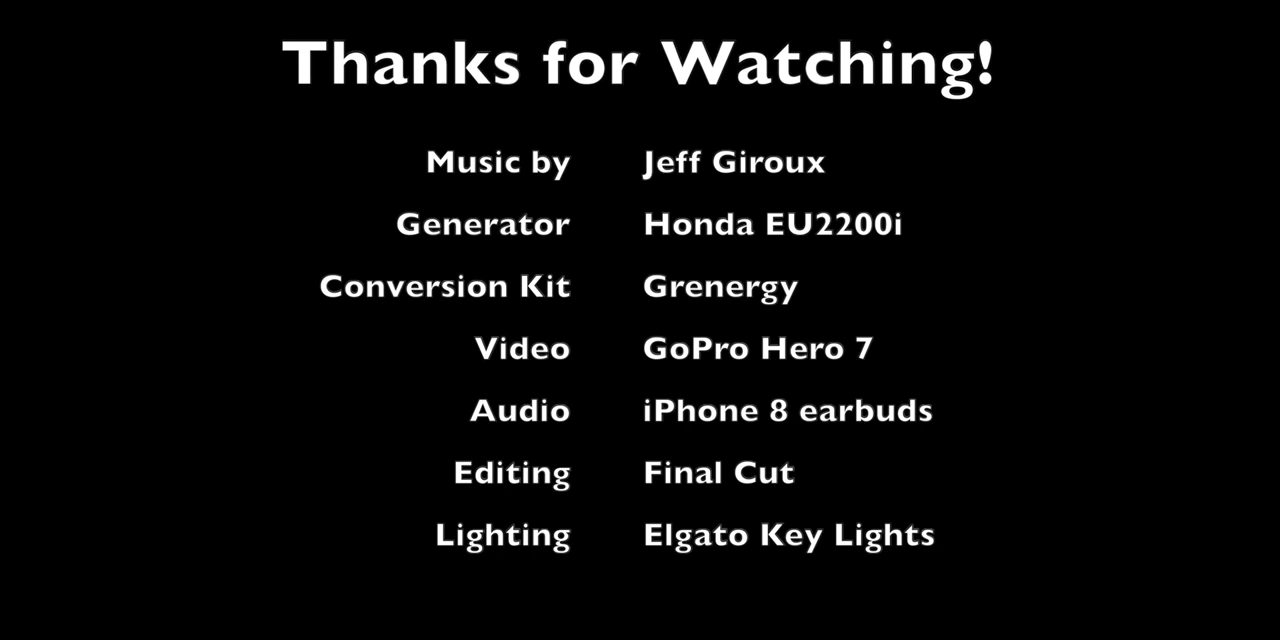 Thanks for Watching!
Music by Jeff Giroux
Generator Honda EU2200i
Conversion Kit Grenergy
Video GoPro Hero 7
Audio iPhone 8 earbuds
Editing Final Cut
Lighting Elgato Key Lights